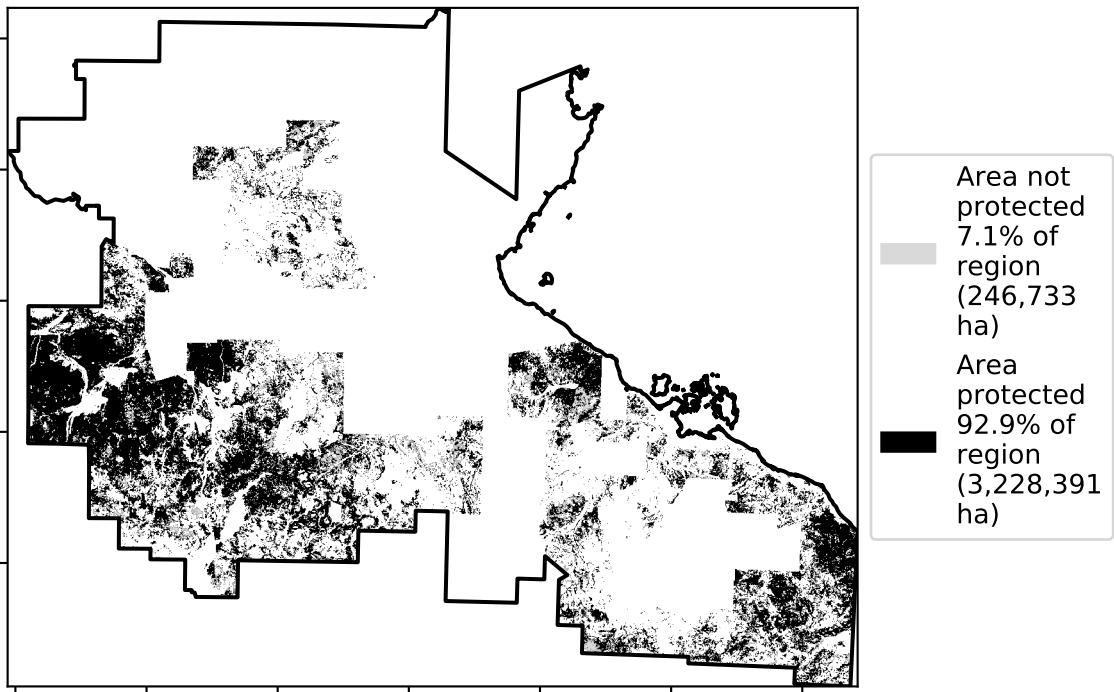 Area not
protected
7.1% of
region
(246,733
ha)
Area
protected
92.9% of
region
(3,228,391
ha)